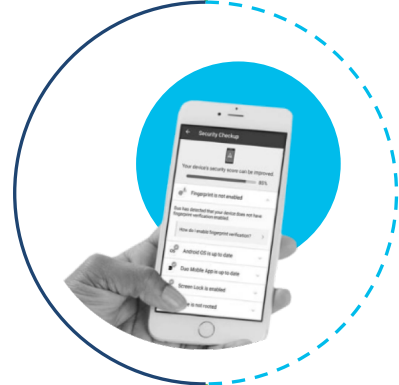 Security Checkup
Your device's security score can be improved
80%
Fingerprint is not enabled
Duo has detected that your device does not have
fingerprint verification enabled.
How do I enable fingerprint verification?
Android OS is up to date
Duo Mobile App is up to date
Screen Lock is enabled
is not rooted